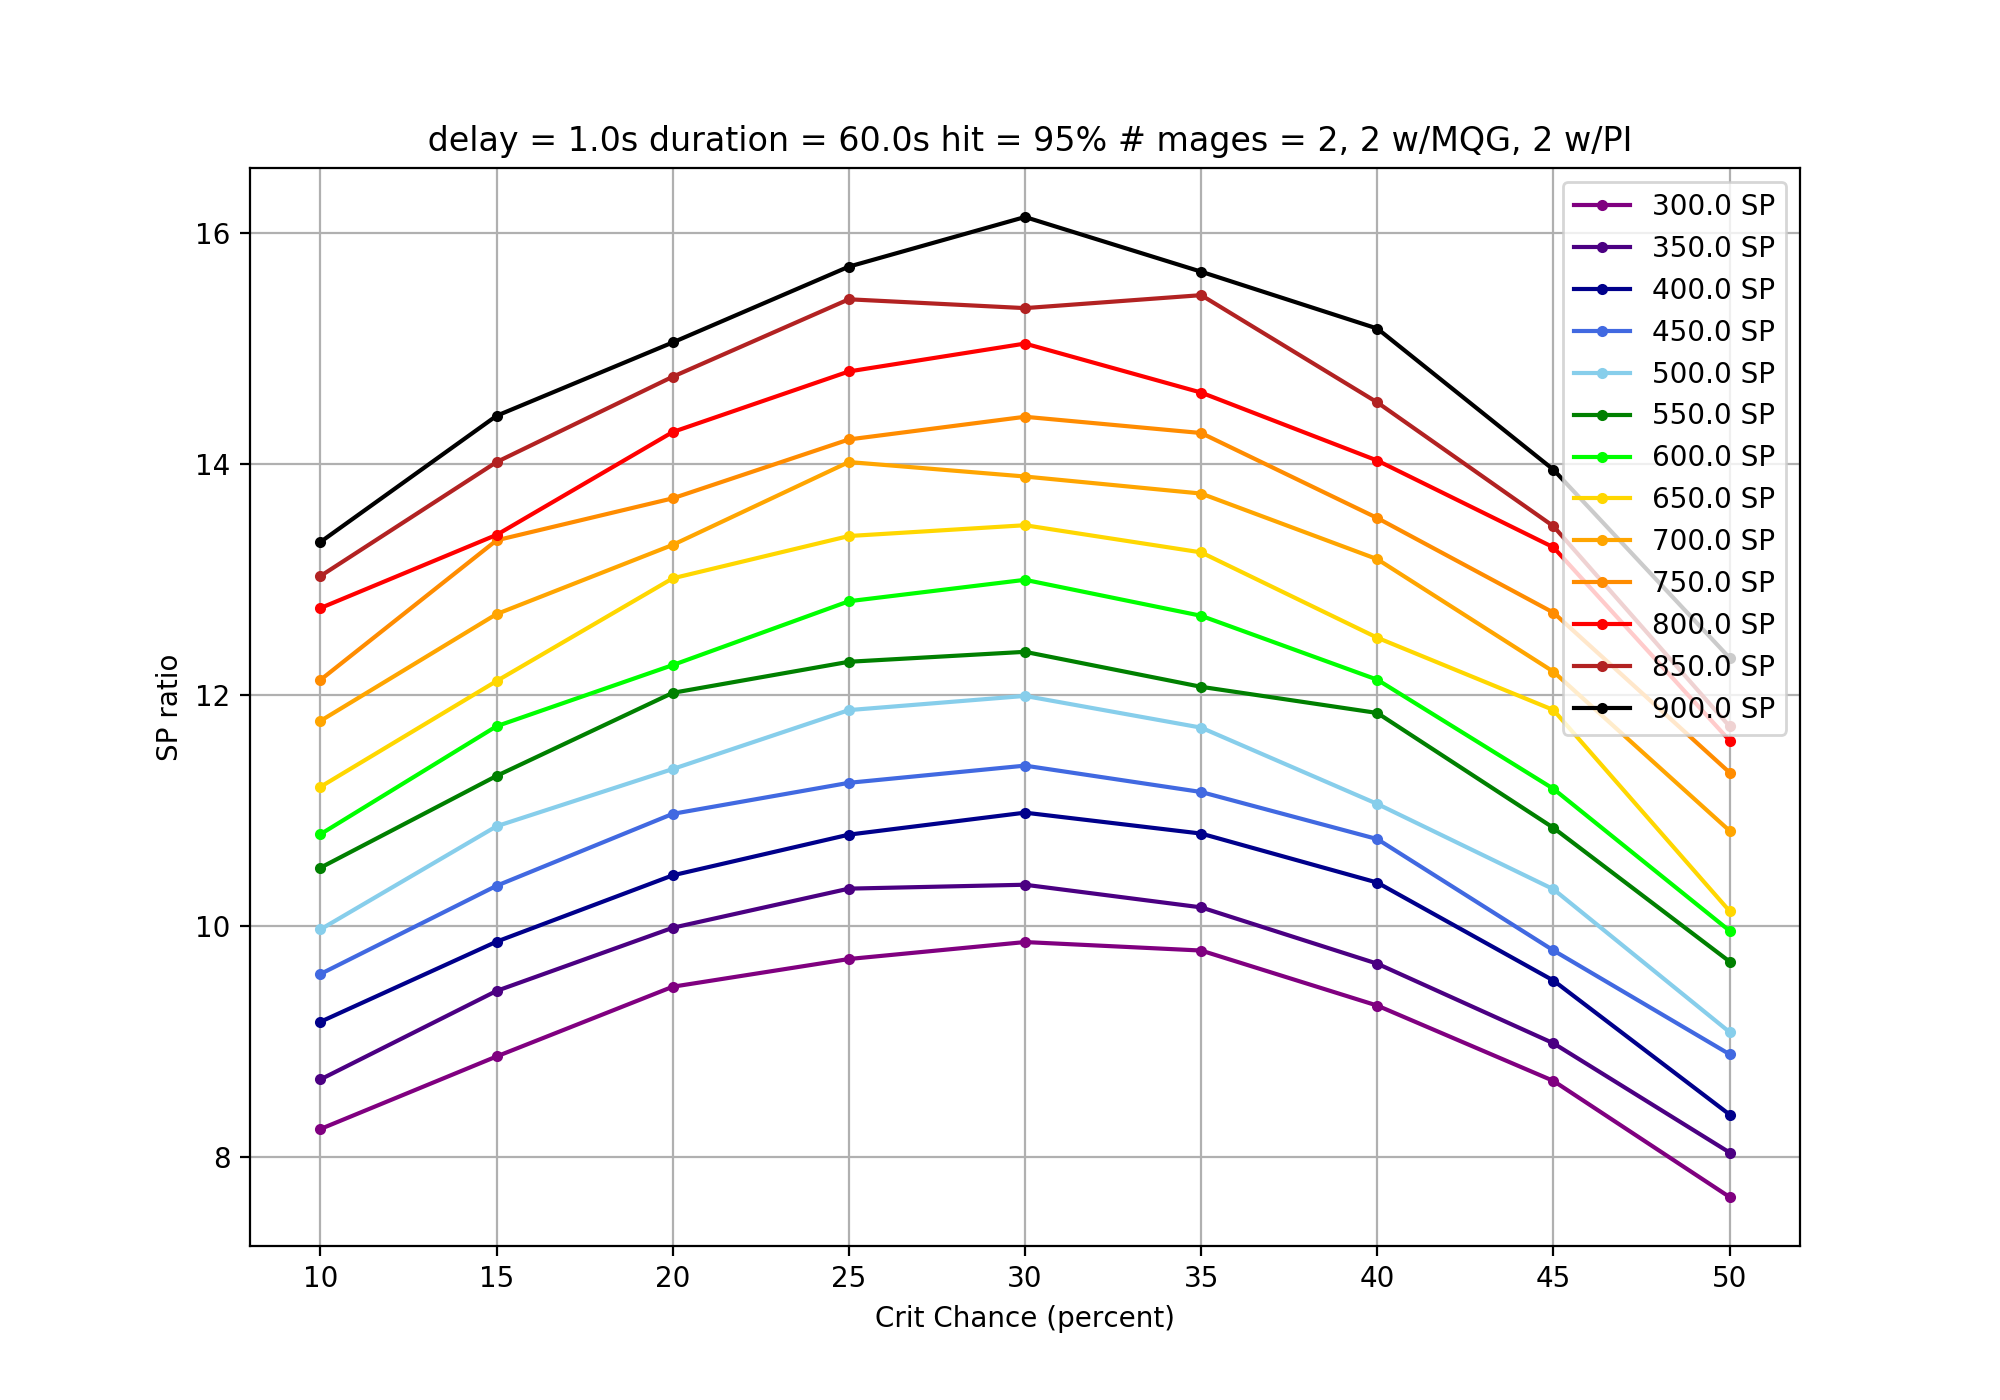 delay = 1.0s duration = 60.0s hit = 95% # mages = 2, 2 w/MQG, 2 w/PI
300.0 SP
350.0 SP
400.0 SP
450.0 SP
500.0 SP
550.0 SP
600.0 SP
650.0 SP
700.0 SP
750.0 SP
800.0 SP
850.0 SP
900.0 SP
16
14
12
10
8
SP ratio
10 15 20 25 30 35 40 45 50
Crit Chance (percent)